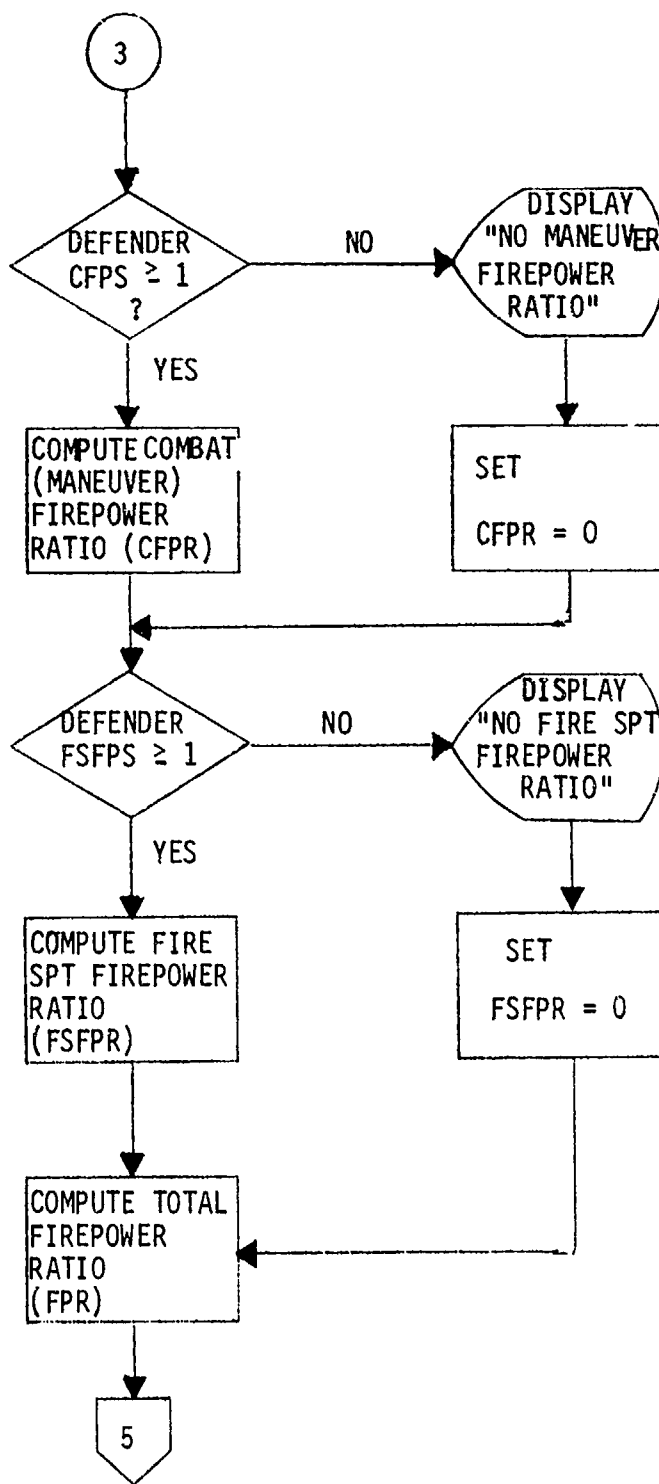 3
DEFENDER
CFPS ≥ 1
?
NO
DISPLAY
"NO MANEUVER
FIREPOWER
RATIO"
YES
COMPUTE COMBAT
(MANEUVER)
FIREPOWER
RATIO (CFPR)
SET
CFPR = 0
DEFENDER
FSFPS ≥ 1
NO
DISPLAY
"NO FIRE SPT
FIREPOWER
RATIO"
YES
COMPUTE FIRE
SPT FIREPOWER
RATIO
(FSFPR)
SET
FSFPR = 0
COMPUTE TOTAL
FIREPOWER
RATIO
(FPR)
5